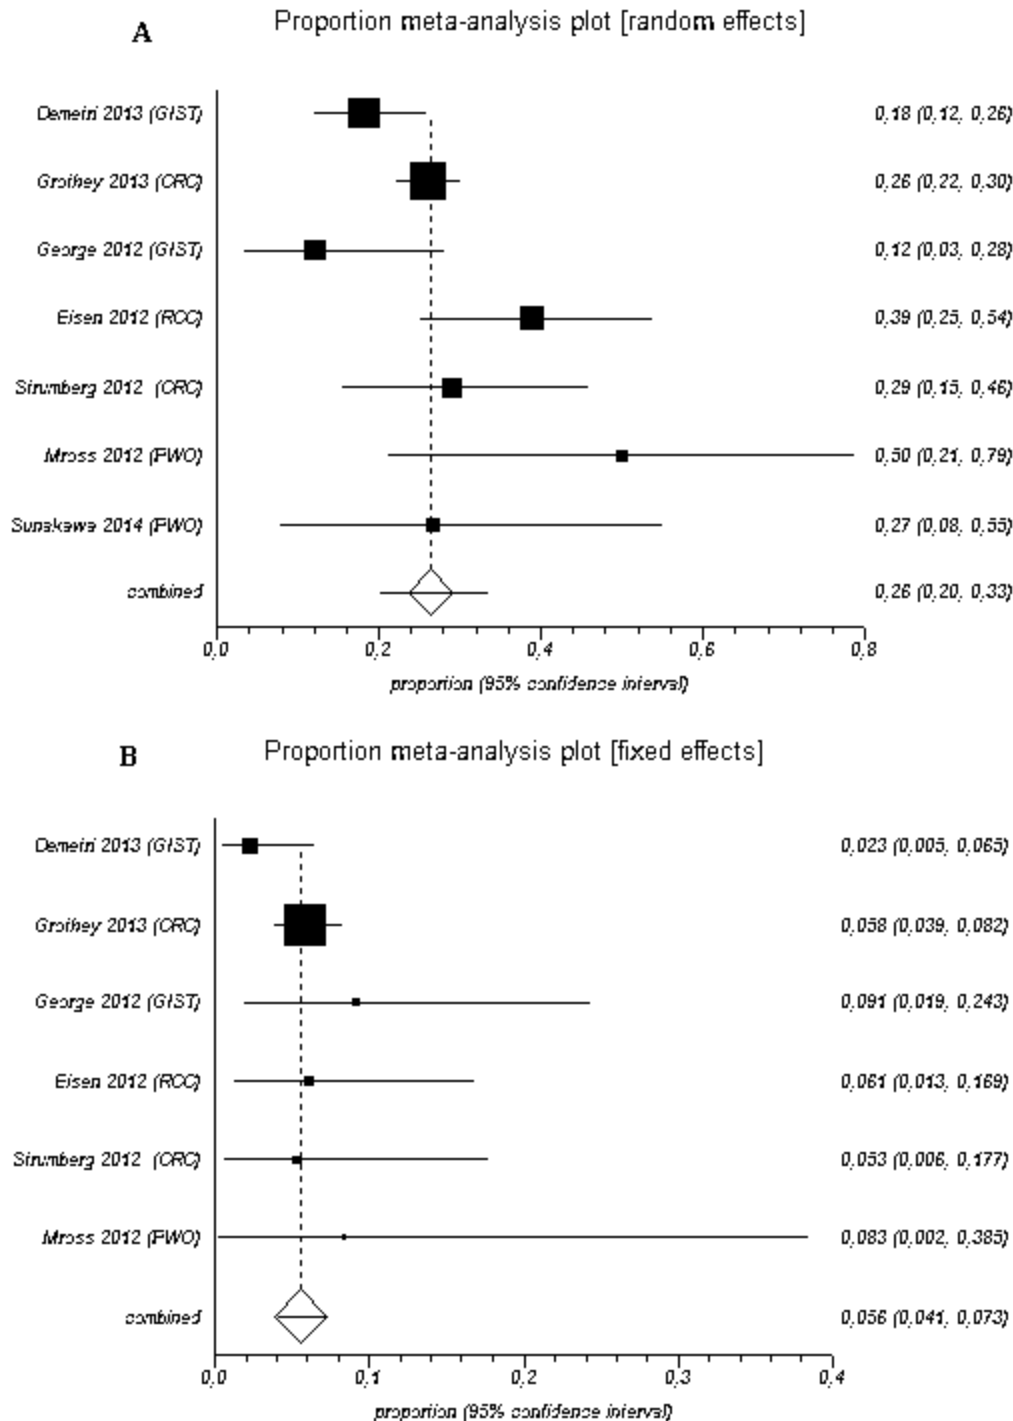 A
Proportion meta-analysis plot [random effects]
Demetri 2013 (GIST) 0,18 (0,12, 0,26)
Grothey 2013 (CRC) 0,26 (0,22, 0,30)
George 2012 (GIST) 0,12 (0,03, 0,28)
Eisen 2012 (RCC) 0,39 (0,25, 0,54)
Strumberg 2012 (CRC) 0,29 (0,15, 0,46)
Mross 2012 (PWO) 0,50 (0,21, 0,79)
Sunakawa 2014 (PWO) 0,27 (0,08, 0,55)
combined 0,26 (0,20, 0,33)
0,0 0,2 0,4 0,6 0,8
proportion (95% confidence interval)
B
Proportion meta-analysis plot [fixed effects]
Demetri 2013 (GIST) 0,023 (0,005, 0,065)
Grothey 2013 (CRC) 0,058 (0,039, 0,082)
George 2012 (GIST) 0,091 (0,019, 0,243)
Eisen 2012 (RCC) 0,061 (0,013, 0,169)
Strumberg 2012 (CRC) 0,053 (0,006, 0,177)
Mross 2012 (PWO) 0,083 (0,002, 0,385)
combined 0,056 (0,041, 0,073)
0,0 0,1 0,2 0,3 0,4
proportion (95% confidence interval)